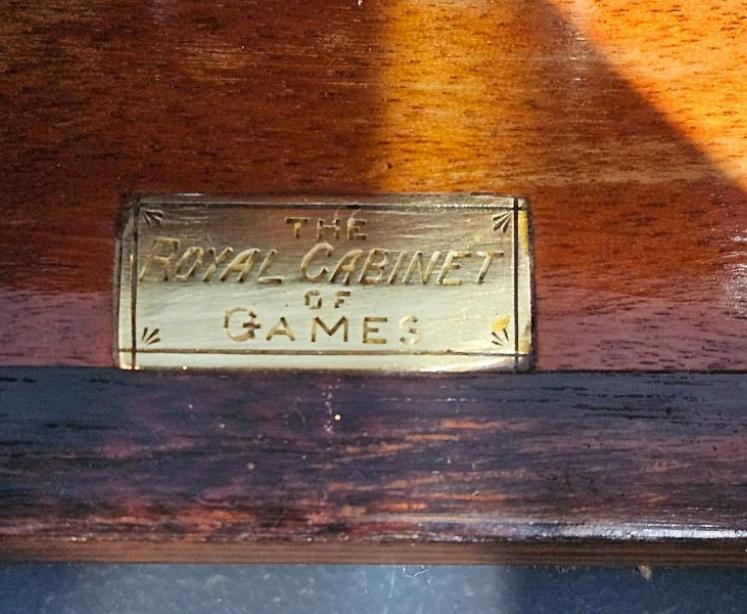 THE
ROYAL CABINET
OF
GAMES